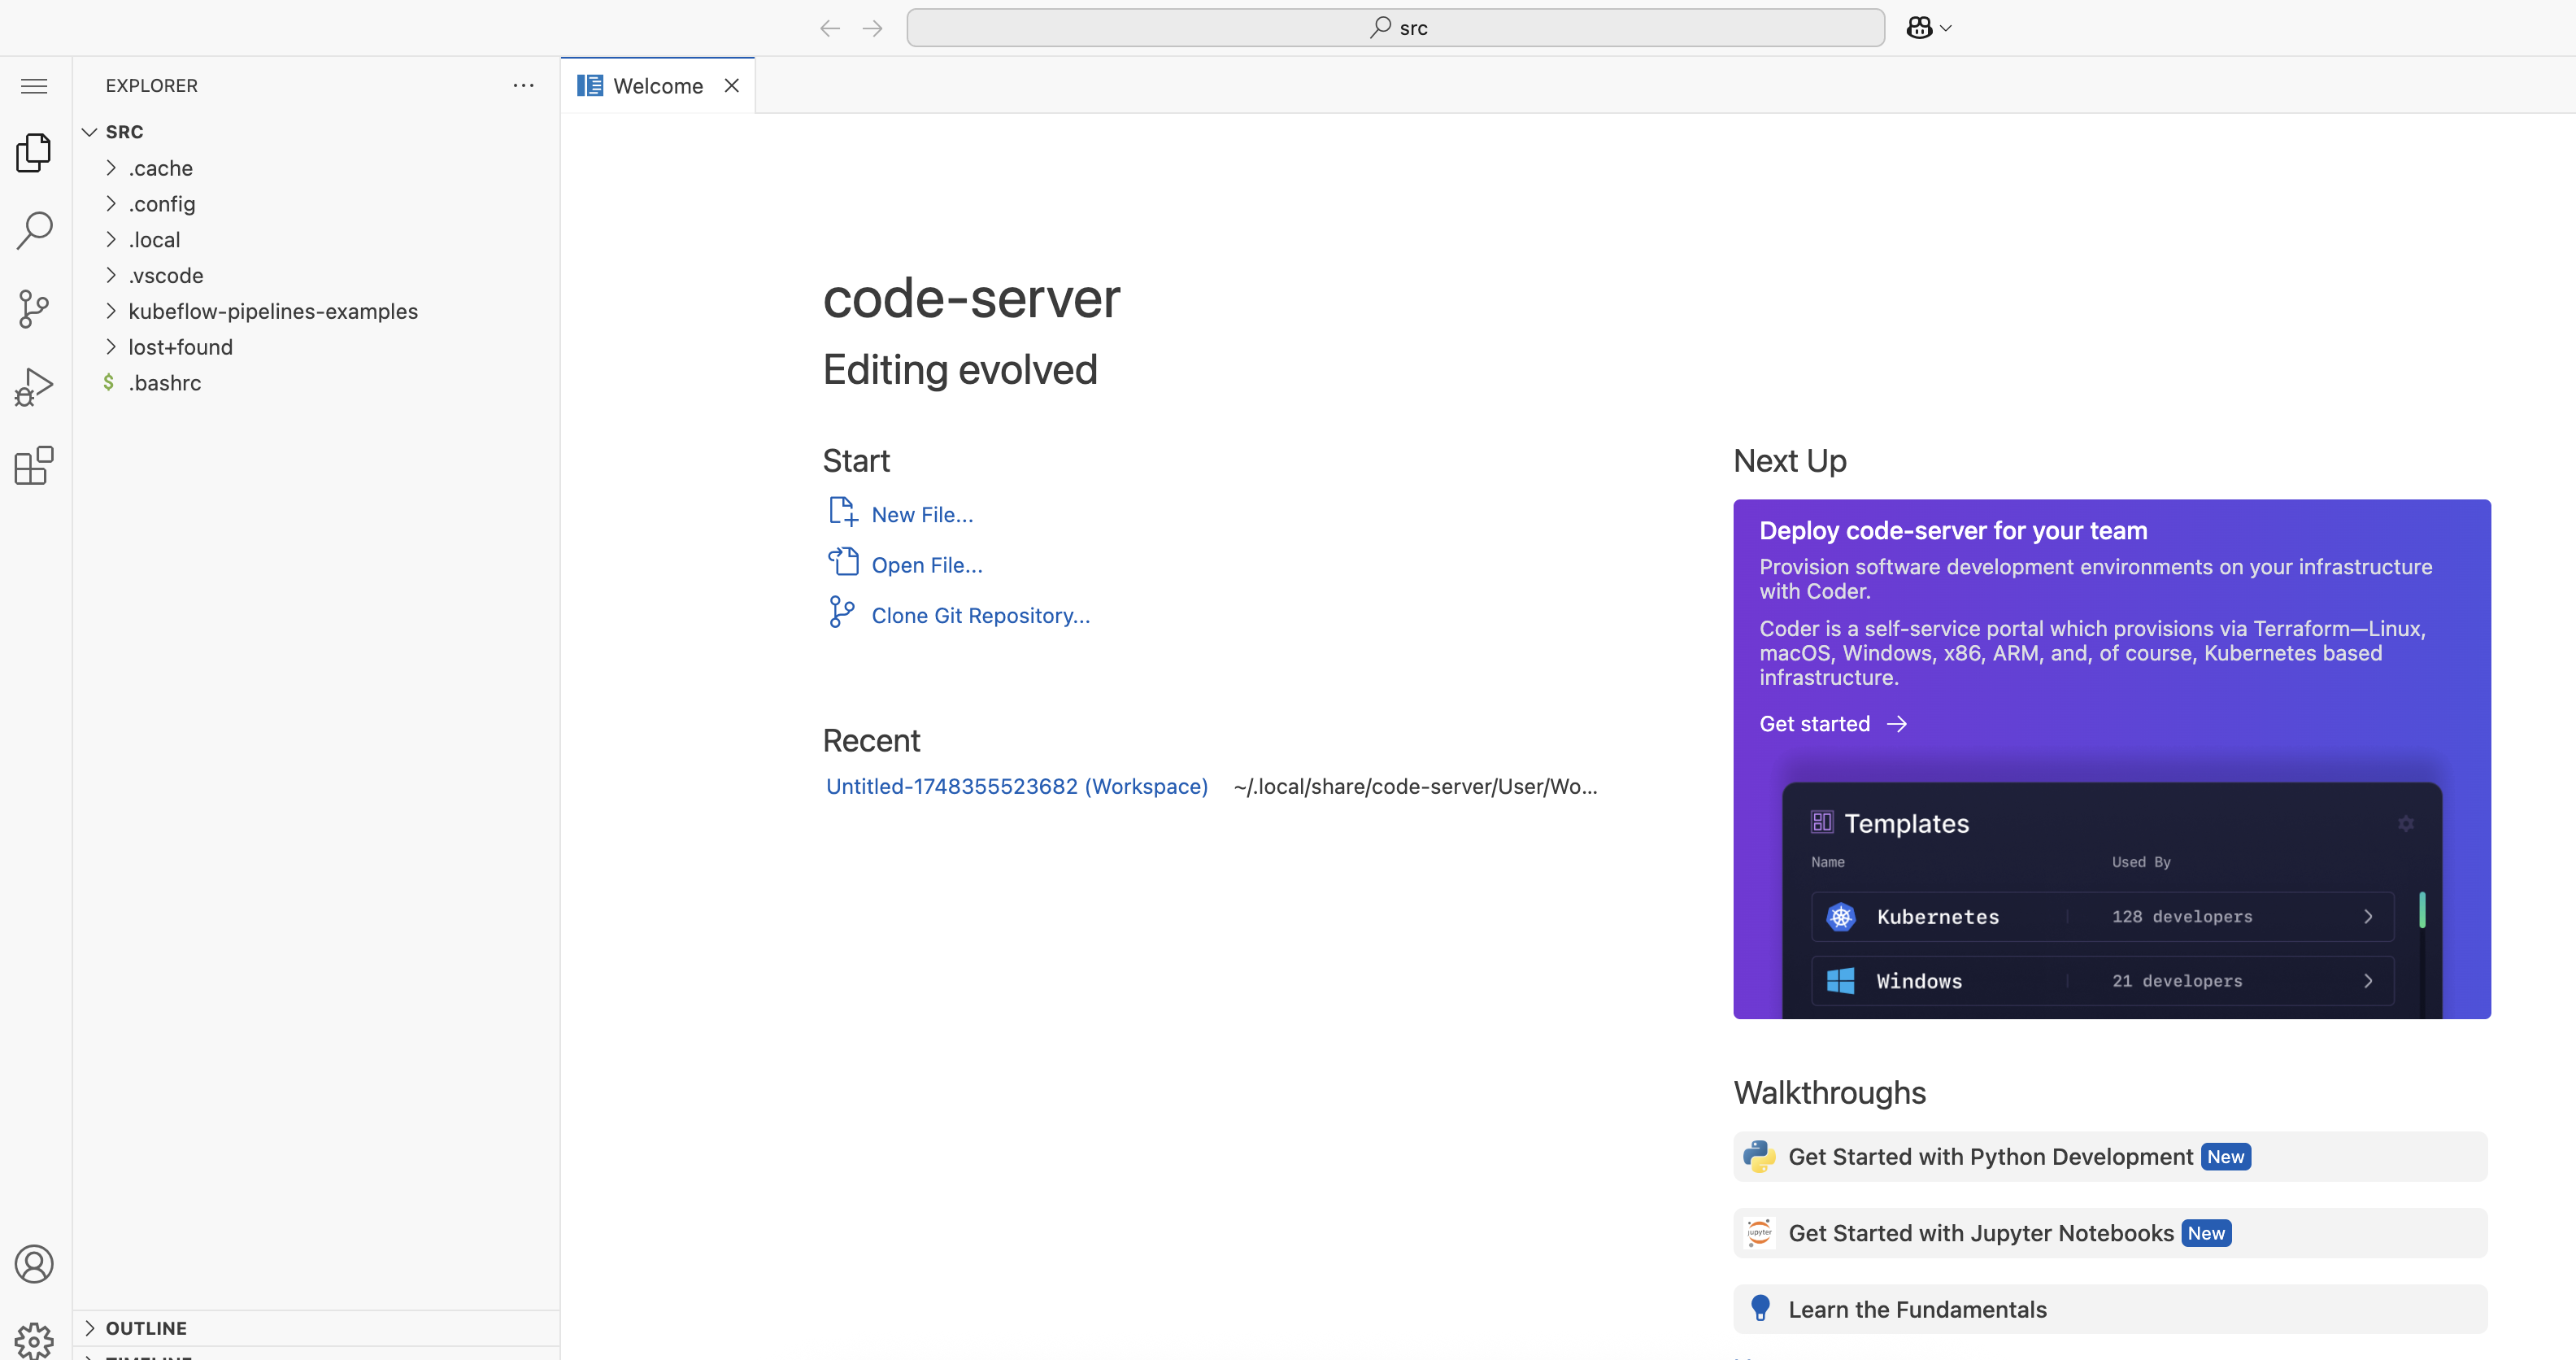 src
EXPLORER
Welcome
SRC
.cache
.config
.local
.vscode
kubeflow-pipelines-examples
lost+found
$ .bashrc
OUTLINE
TIMELINE
code-server
Editing evolved
Start
New File...
Open File...
Clone Git Repository...
Recent
Untitled-1748355523682 (Workspace) ~/.local/share/code-server/User/Wo...
Next Up
Deploy code-server for your team
Provision software development environments on your infrastructure
with Coder.
Coder is a self-service portal which provisions via Terraform—Linux,
macOS, Windows, x86, ARM, and, of course, Kubernetes based
infrastructure.
Get started
Templates
Name Used By
Kubernetes 128 developers
Windows 21 developers
Walkthroughs
Get Started with Python Development New
jupyter
Get Started with Jupyter Notebooks New
Learn the Fundamentals